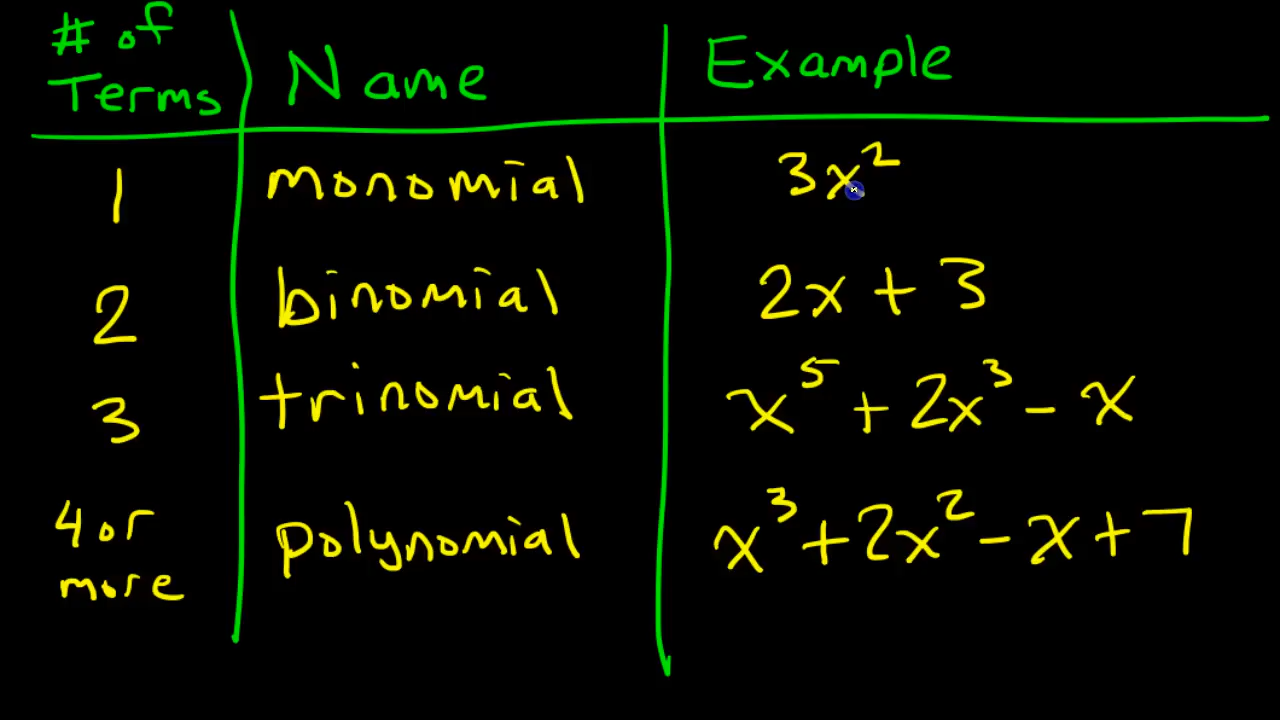 # of Terms Name Example
1 monomial 3x²
2 binomial 2x + 3
3 trinomial x⁵ + 2x³ - x
4 or more polynomial x³ + 2x² - x + 7